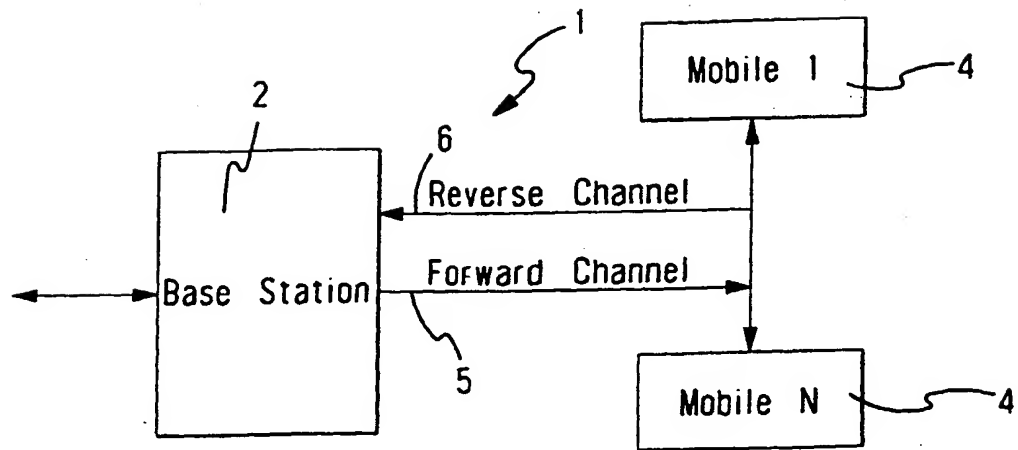 1
Mobile 1
4
2
6
Reverse Channel
Forward Channel
Base Station
5
Mobile N
4